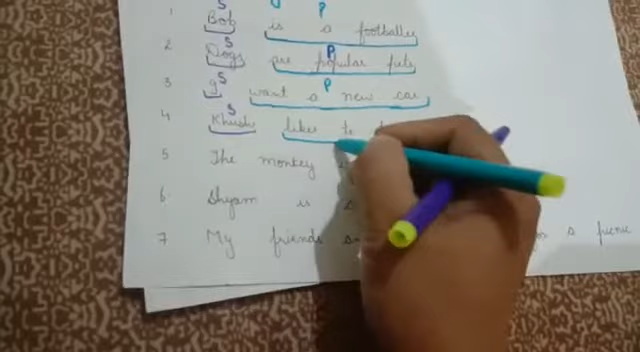 1 S P
Bob is a footballer
2 S P
Dogs are popular pets
3 S P
I want a new car
4 S
Khushi likes to
5 The monkey
6 Shyam is
7 My friends a picnic